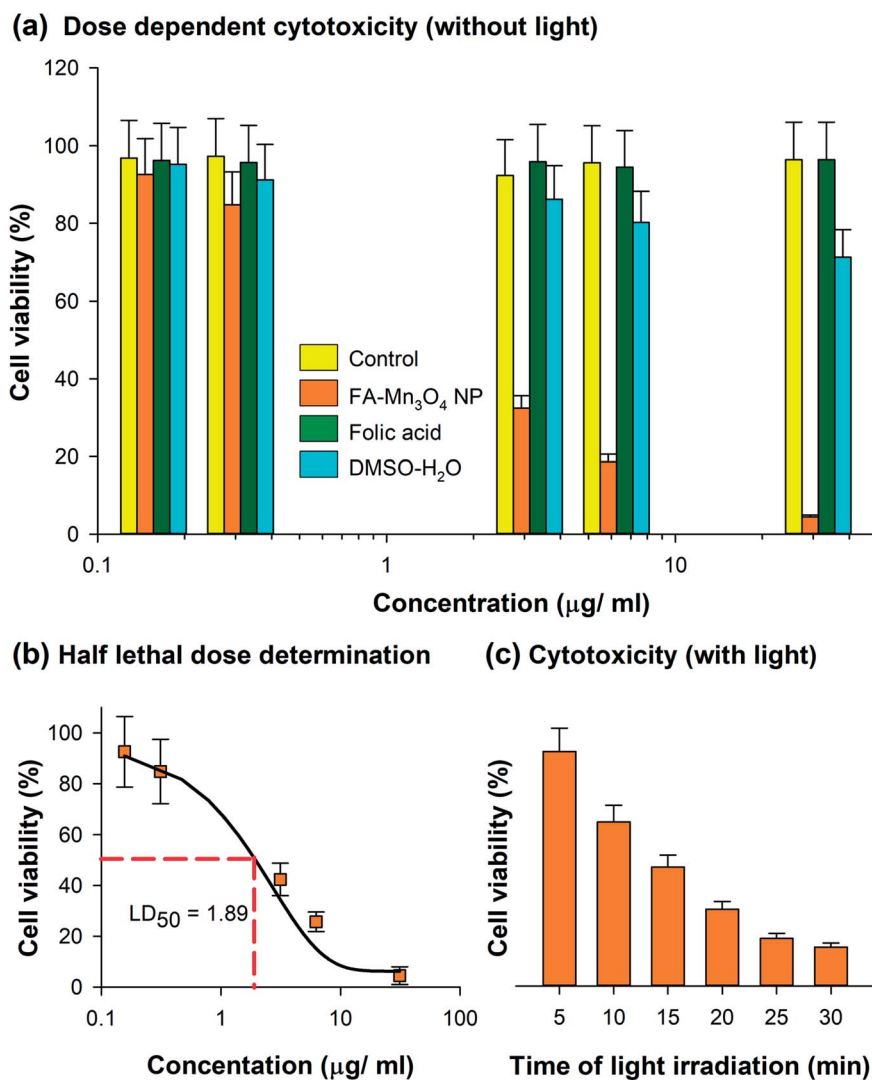 (a) Dose dependent cytotoxicity (without light)
120
100
80
60
40
20
0
Cell viability (%)
Control
FA-Mn₃O₄ NP
Folic acid
DMSO-H₂O
0.1 1 10
Concentration (μg/ ml)
(b) Half lethal dose determination
100
80
60
40
20
0
Cell viability (%)
LD₅₀ = 1.89
0.1 1 10 100
Concentation (μg/ ml)
(c) Cytotoxicity (with light)
Cell viability (%)
5 10 15 20 25 30
Time of light irradiation (min)